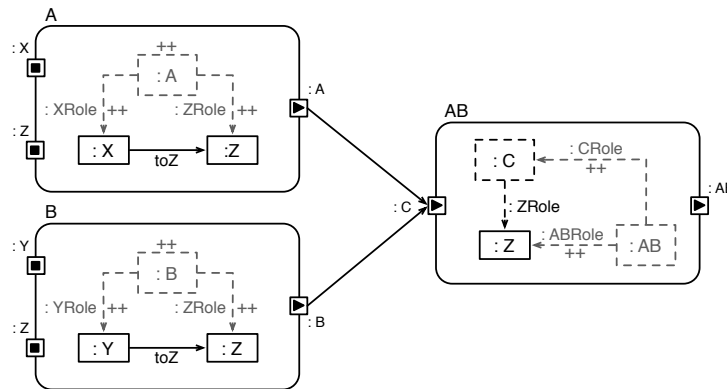 A
: X
++
: A
: A
: XRole
++
: ZRole
++
: Z
: X
:Z
toZ
AB
: CRole
++
: C
: C
: ZRole
: ABRole
++
: Z
: AB
B
: Y
++
: B
: YRole
++
: ZRole
++
: B
: Z
: Y
: Z
toZ